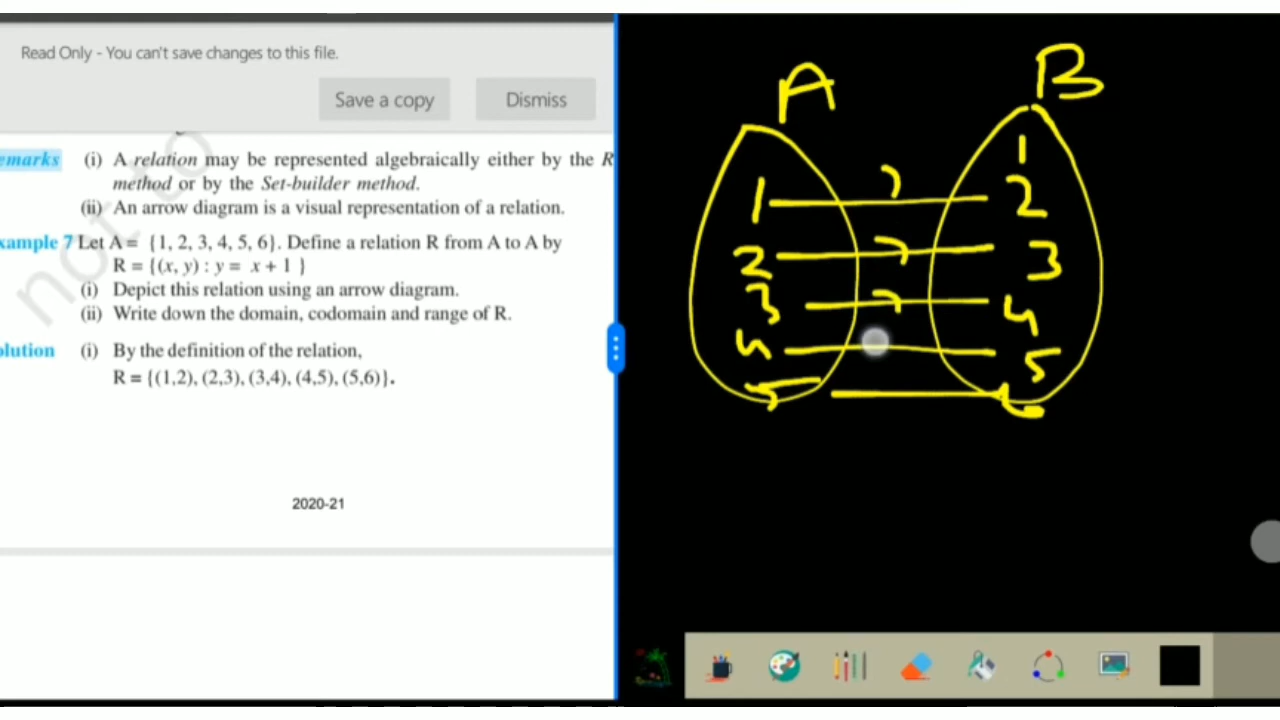 Read Only - You can't save changes to this file.
Save a copy Dismiss
not to
emarks (i) A relation may be represented algebraically either by the R
method or by the Set-builder method.
(ii) An arrow diagram is a visual representation of a relation.
xample 7 Let A = {1, 2, 3, 4, 5, 6}. Define a relation R from A to A by
R = {(x, y) : y = x + 1 }
(i) Depict this relation using an arrow diagram.
(ii) Write down the domain, codomain and range of R.
olution (i) By the definition of the relation,
R = {(1,2), (2,3), (3,4), (4,5), (5,6)}.
2020-21
A B
1
1 2
2 3
3 4
4 5
5